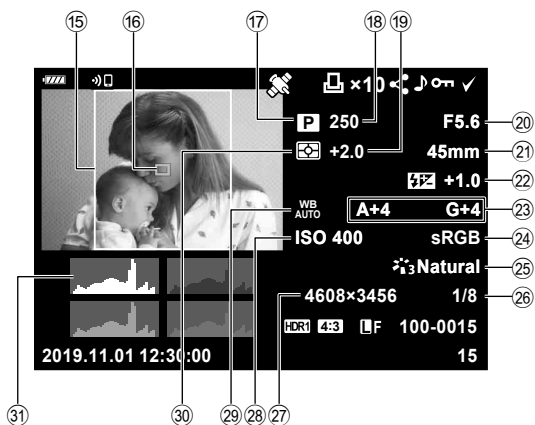 ⑮ ⑯ ⑰ ⑱ ⑲
×10
P 250 F5.6 ⑳
+2.0 45mm ㉑
+1.0 ㉒
WB AUTO A+4 G+4 ㉓
ISO 400 sRGB ㉔
3 Natural ㉕
4608×3456 1/8 ㉖
HDR1 4:3 LF 100-0015
2019.11.01 12:30:00 15
㉛ ㉚ ㉙ ㉘ ㉗